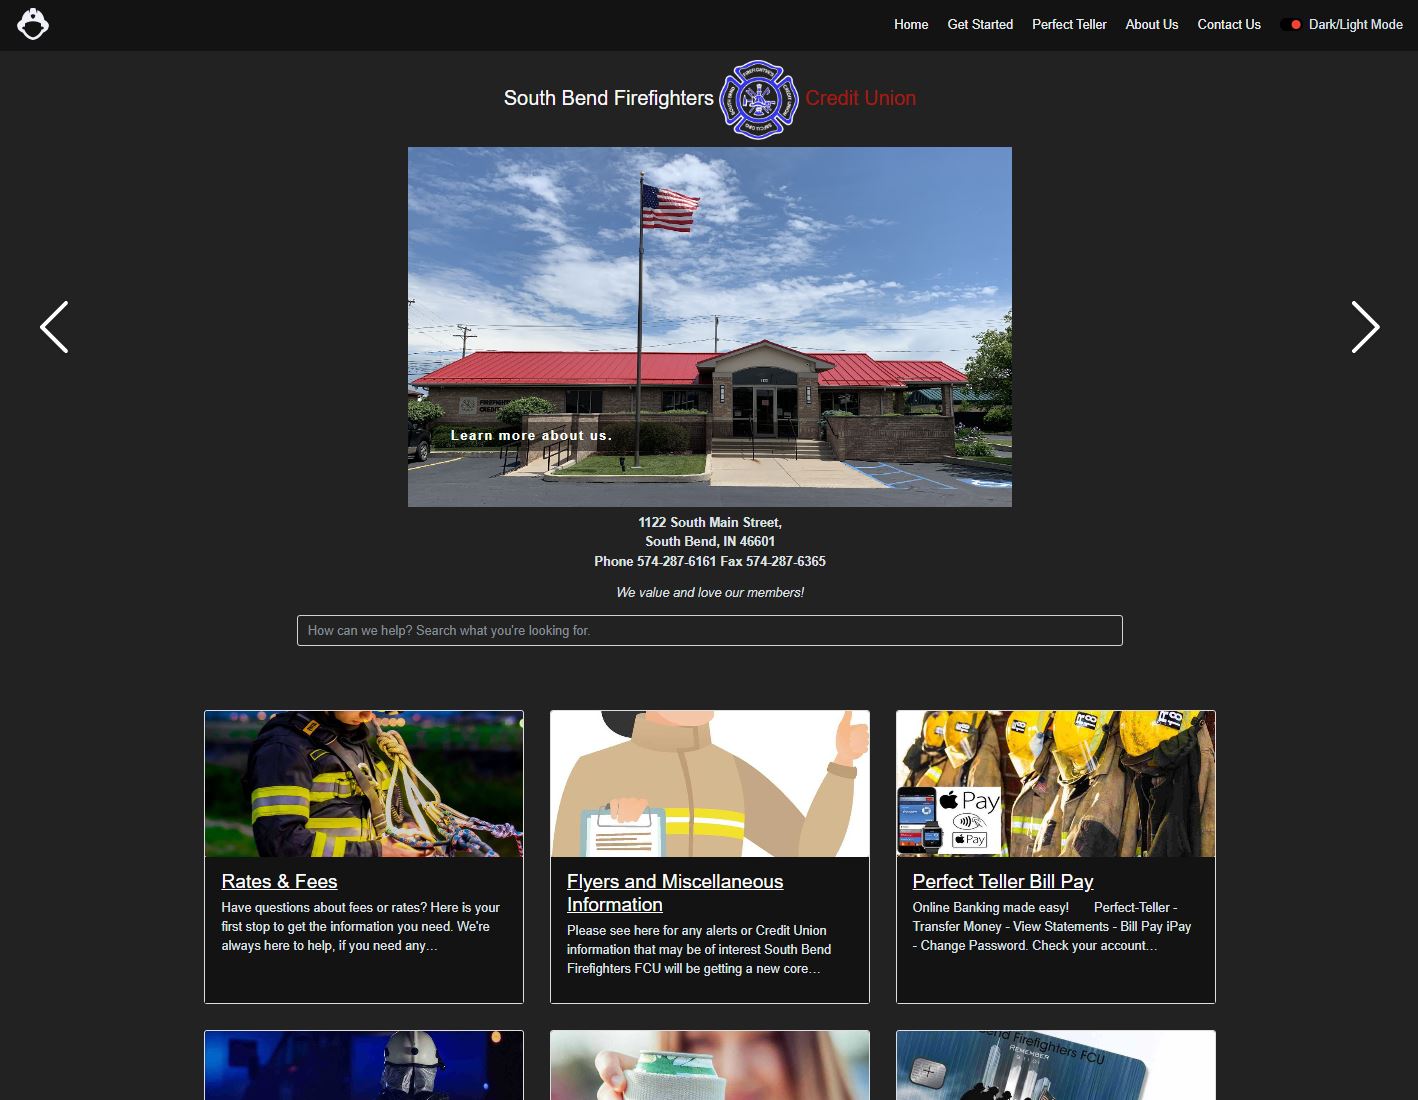 Home Get Started Perfect Teller About Us Contact Us Dark/Light Mode
South Bend Firefighters Credit Union
Learn more about us.
1122 South Main Street,
South Bend, IN 46601
Phone 574-287-6161 Fax 574-287-6365
We value and love our members!
How can we help? Search what you're looking for.
Pay
Pay
Rates & Fees
Have questions about fees or rates? Here is your
first stop to get the information you need. We're
always here to help, if you need any…
Flyers and Miscellaneous
Information
Please see here for any alerts or Credit Union
information that may be of interest South Bend
Firefighters FCU will be getting a new core…
Perfect Teller Bill Pay
Online Banking made easy! Perfect-Teller -
Transfer Money - View Statements - Bill Pay iPay
- Change Password. Check your account…
Firefighters FCU
REMEMBER